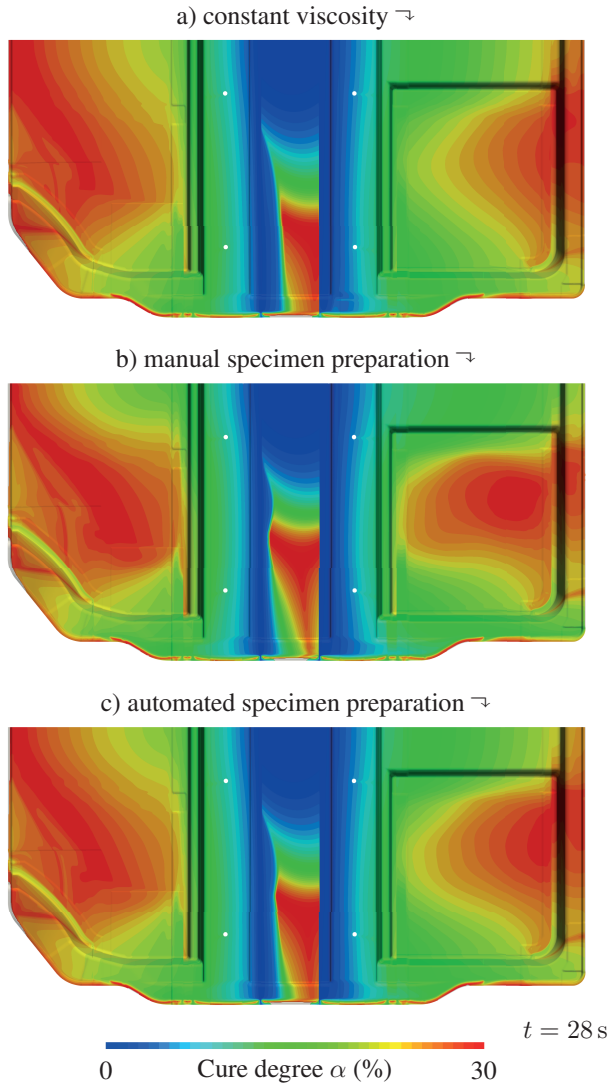 a) constant viscosity ⬎
b) manual specimen preparation ⬎
c) automated specimen preparation ⬎
t = 28 s
0 Cure degree α (%) 30